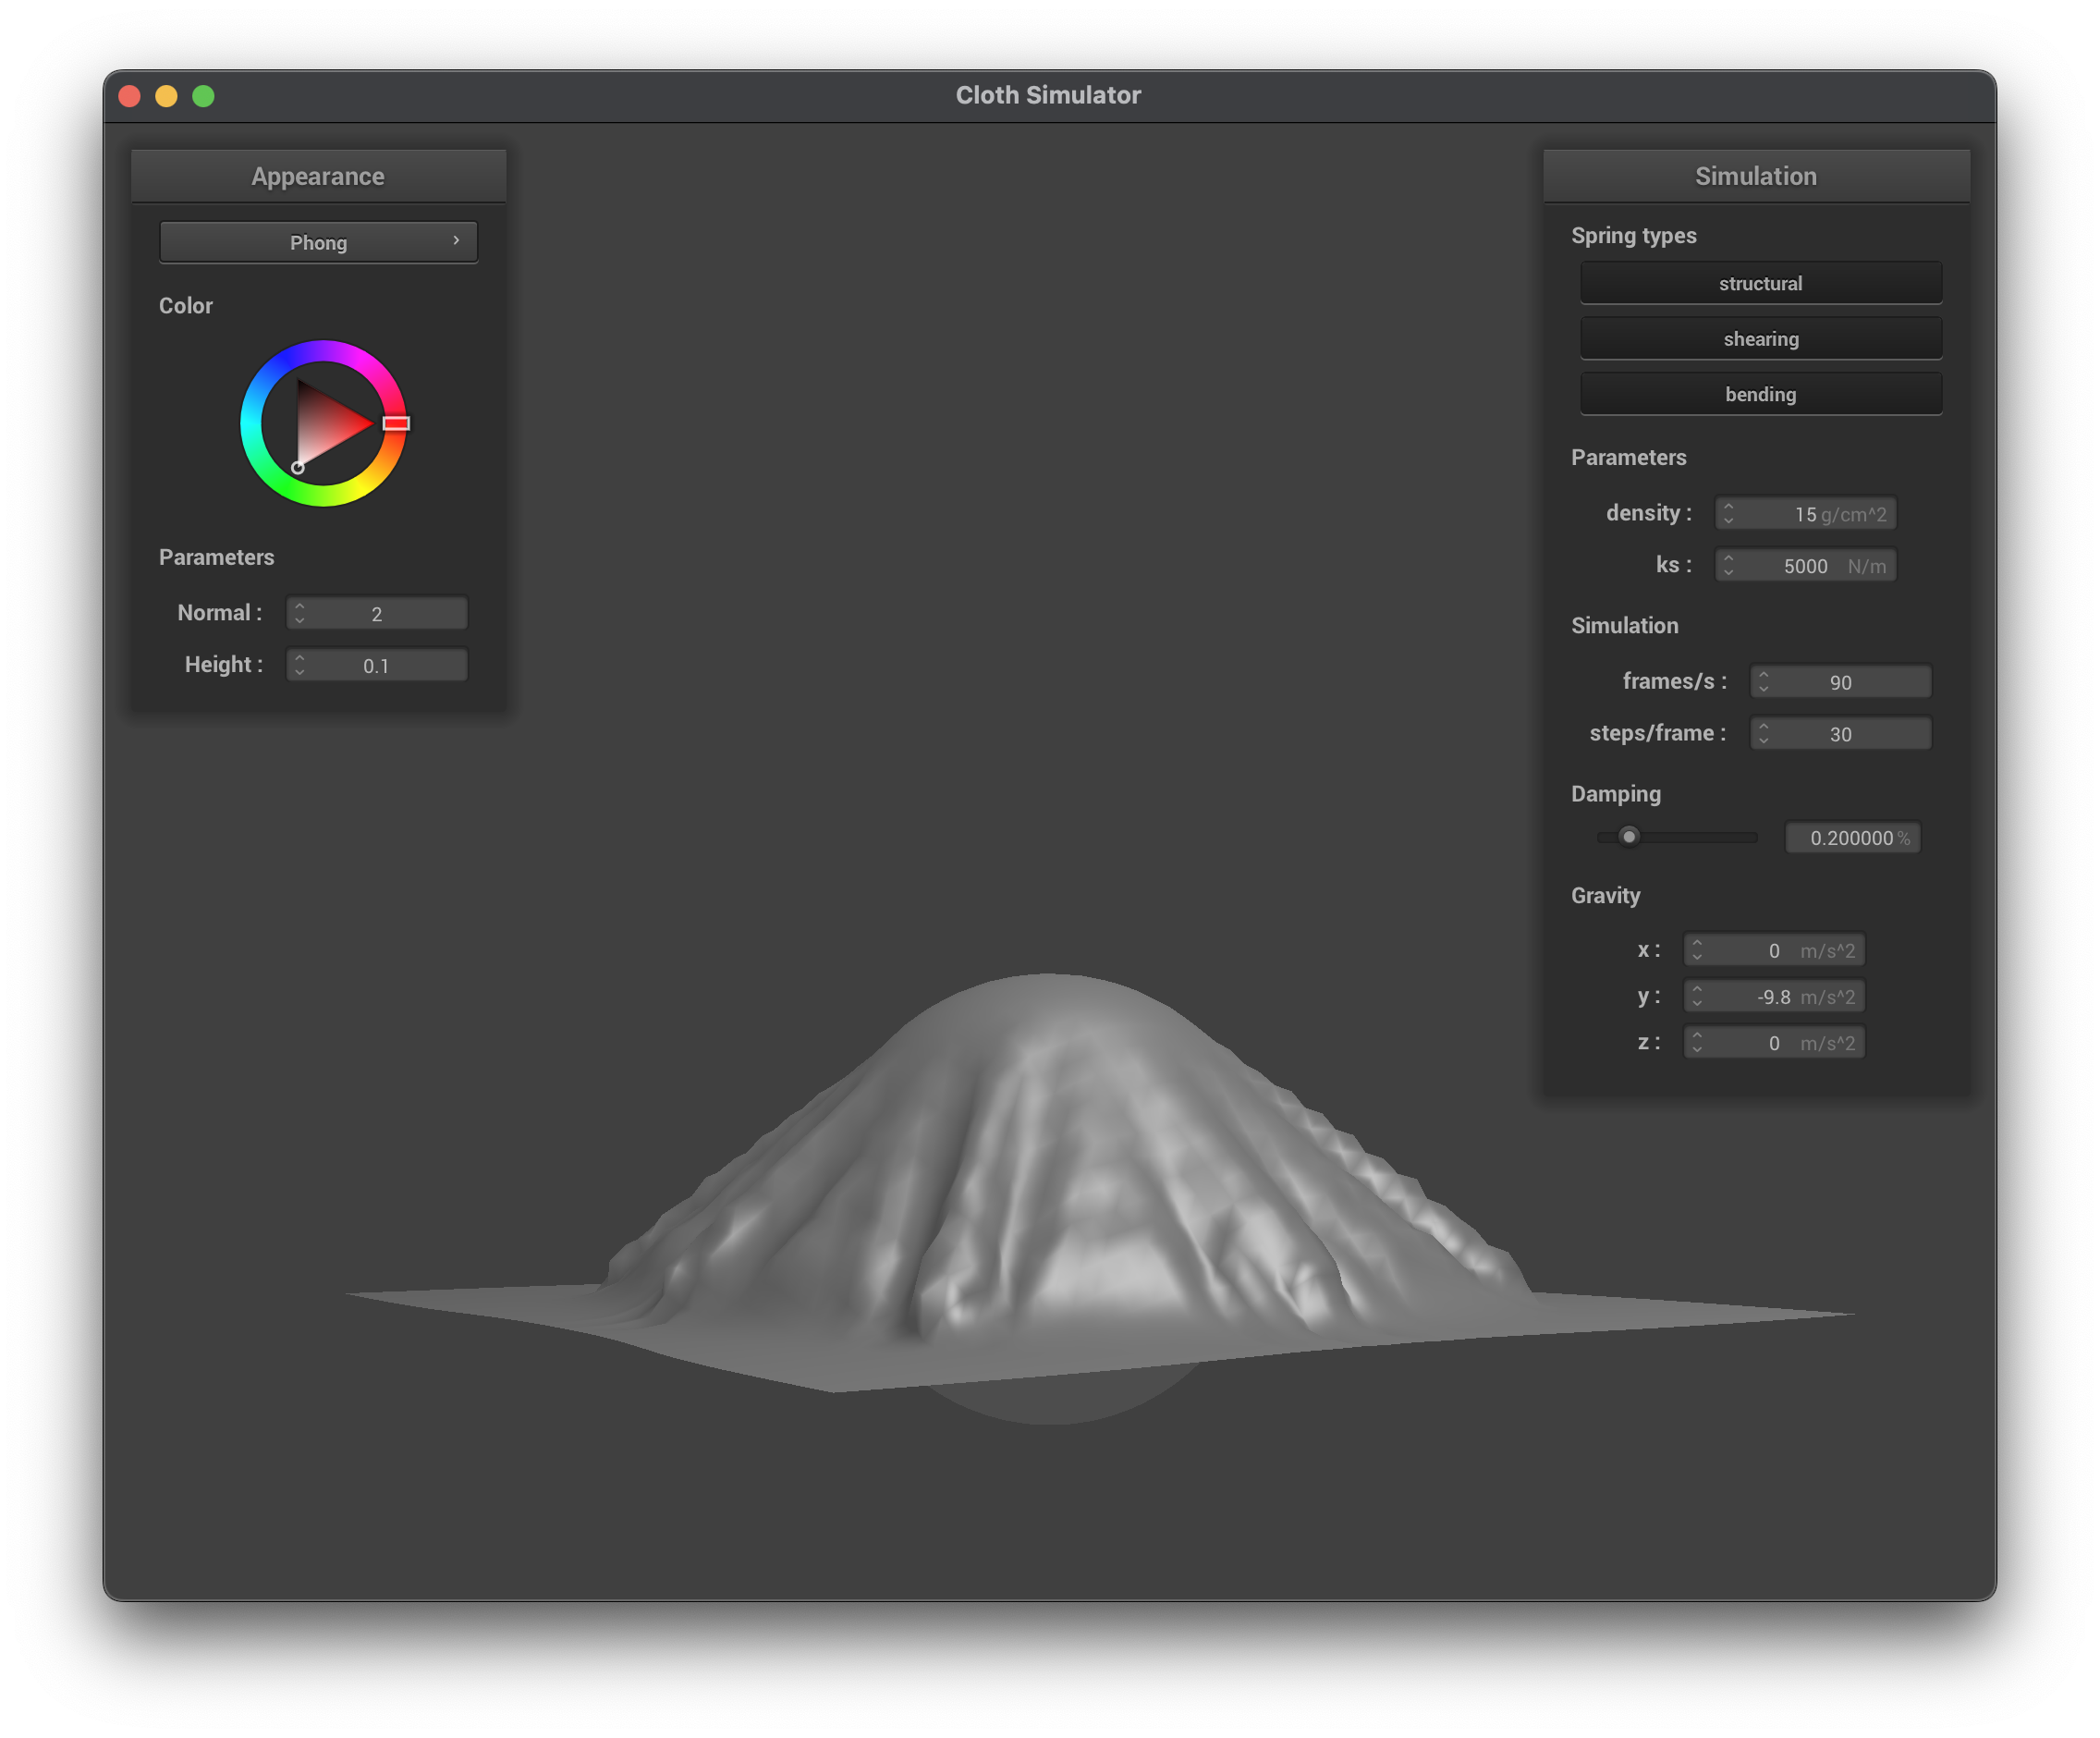 Cloth Simulator
Appearance
Phong
Color
Parameters
Normal : 2
Height : 0.1
Simulation
Spring types
structural
shearing
bending
Parameters
density : 15 g/cm^2
ks : 5000 N/m
Simulation
frames/s : 90
steps/frame : 30
Damping
0.200000 %
Gravity
x : 0 m/s^2
y : -9.8 m/s^2
z : 0 m/s^2